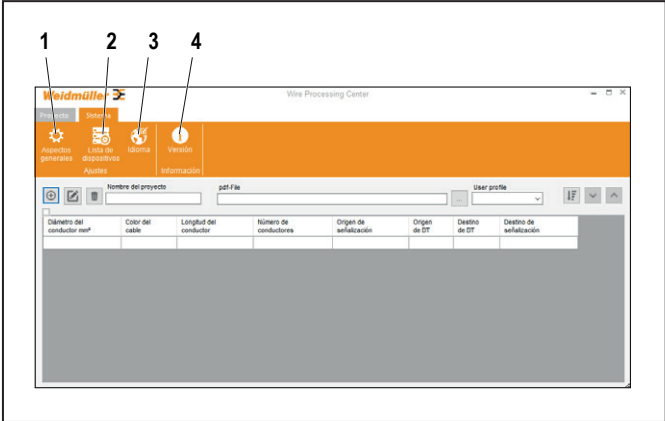 1 2 3 4
Weidmüller
Wire Processing Center
Proyecto Sistema
Aspectos generales
Lista de dispositivos
Idioma
Versión
Ajustes
Información
Nombre del proyecto
pdf-File
...
User profile
Diámetro del conductor mm²
Color del cable
Longitud del conductor
Número de conductores
Origen de señalización
Origen de DT
Destino de DT
Destino de señalización